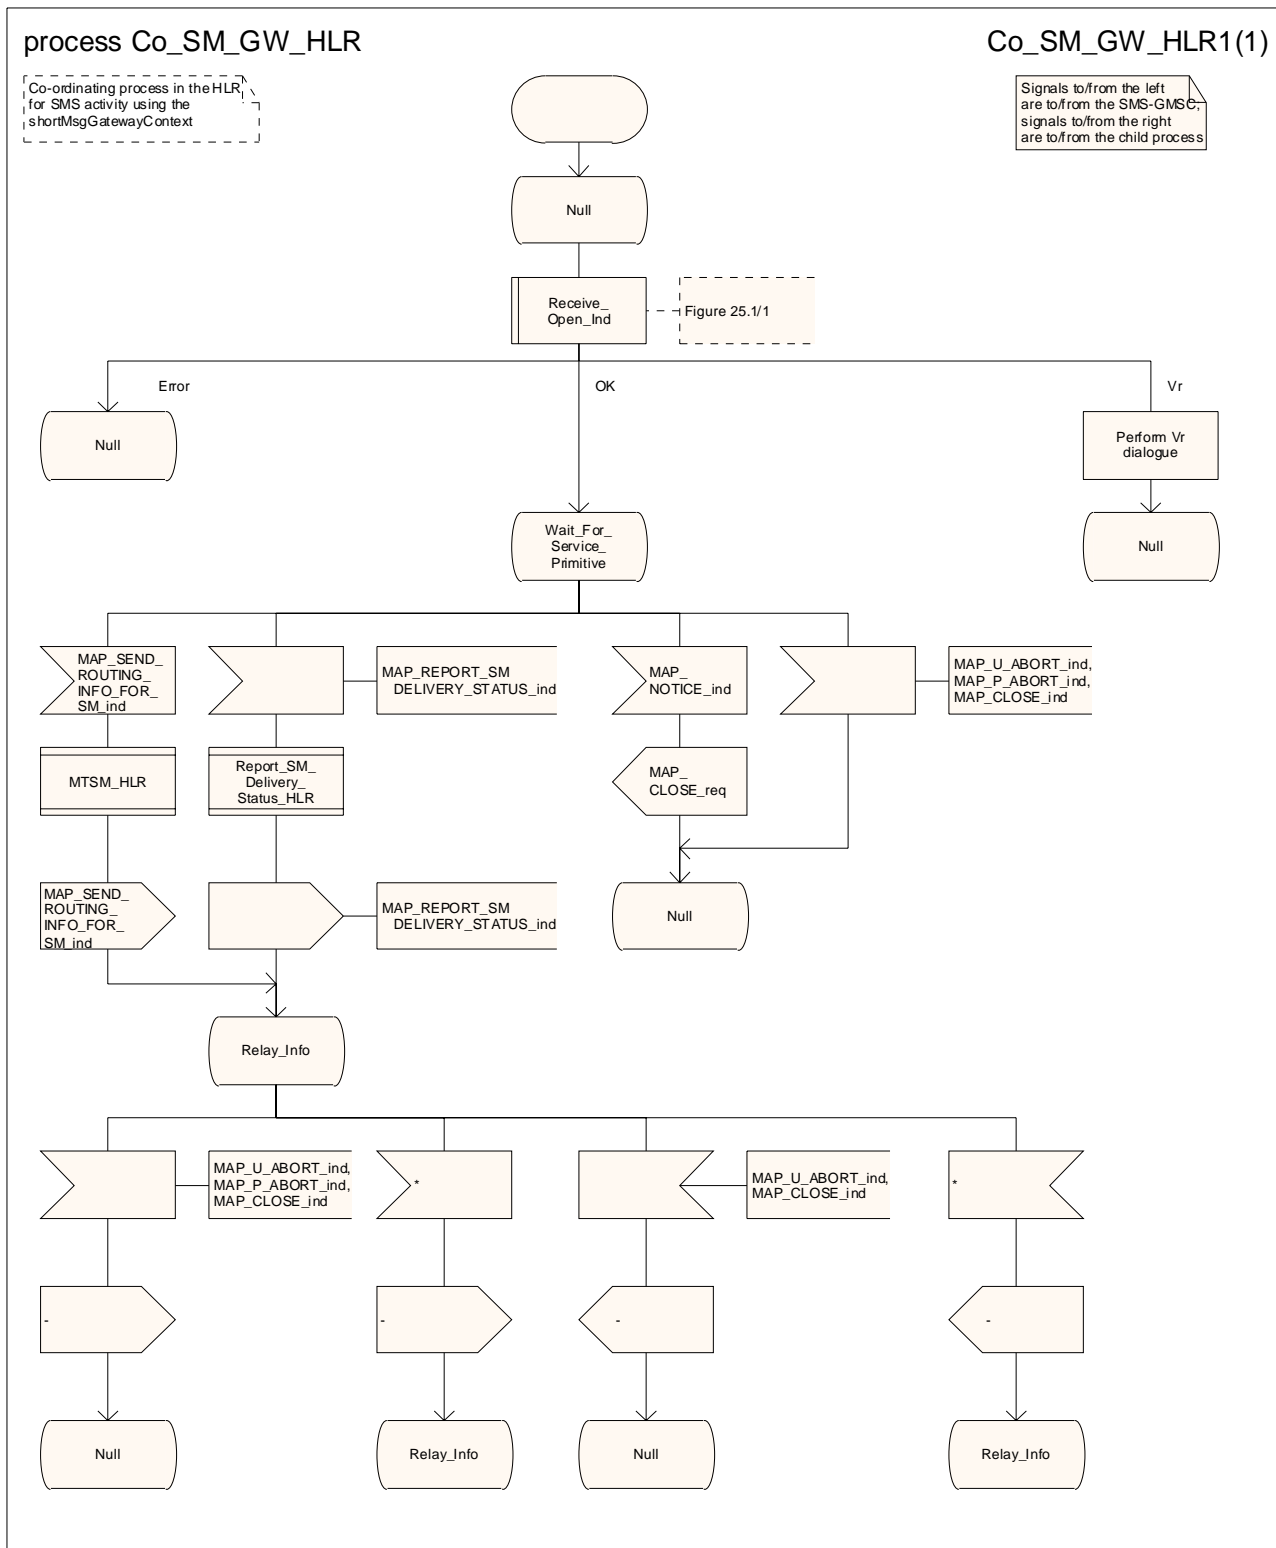 process Co_SM_GW_HLR
Co_SM_GW_HLR1(1)
Co-ordinating process in the HLR
for SMS activity using the
shortMsgGatewayContext
Signals to/from the left
are to/from the SMS-GMSC;
signals to/from the right
are to/from the child process
Null
Receive_
Open_Ind
Figure 25.1/1
Error
OK
Vr
Null
Perform Vr
dialogue
Wait_For_
Service_
Primitive
Null
MAP_SEND_
ROUTING_
INFO_FOR_
SM_ind
MAP_REPORT_SM
DELIVERY_STATUS_ind
MAP_
NOTICE_ind
MAP_U_ABORT_ind,
MAP_P_ABORT_ind,
MAP_CLOSE_ind
MTSM_HLR
Report_SM_
Delivery_
Status_HLR
MAP_
CLOSE_req
MAP_SEND_
ROUTING_
INFO_FOR_
SM_ind
MAP_REPORT_SM
DELIVERY_STATUS_ind
Null
Relay_Info
MAP_U_ABORT_ind,
MAP_P_ABORT_ind,
MAP_CLOSE_ind
*
MAP_U_ABORT_ind,
MAP_CLOSE_ind
*
-
-
-
-
Null
Relay_Info
Null
Relay_Info